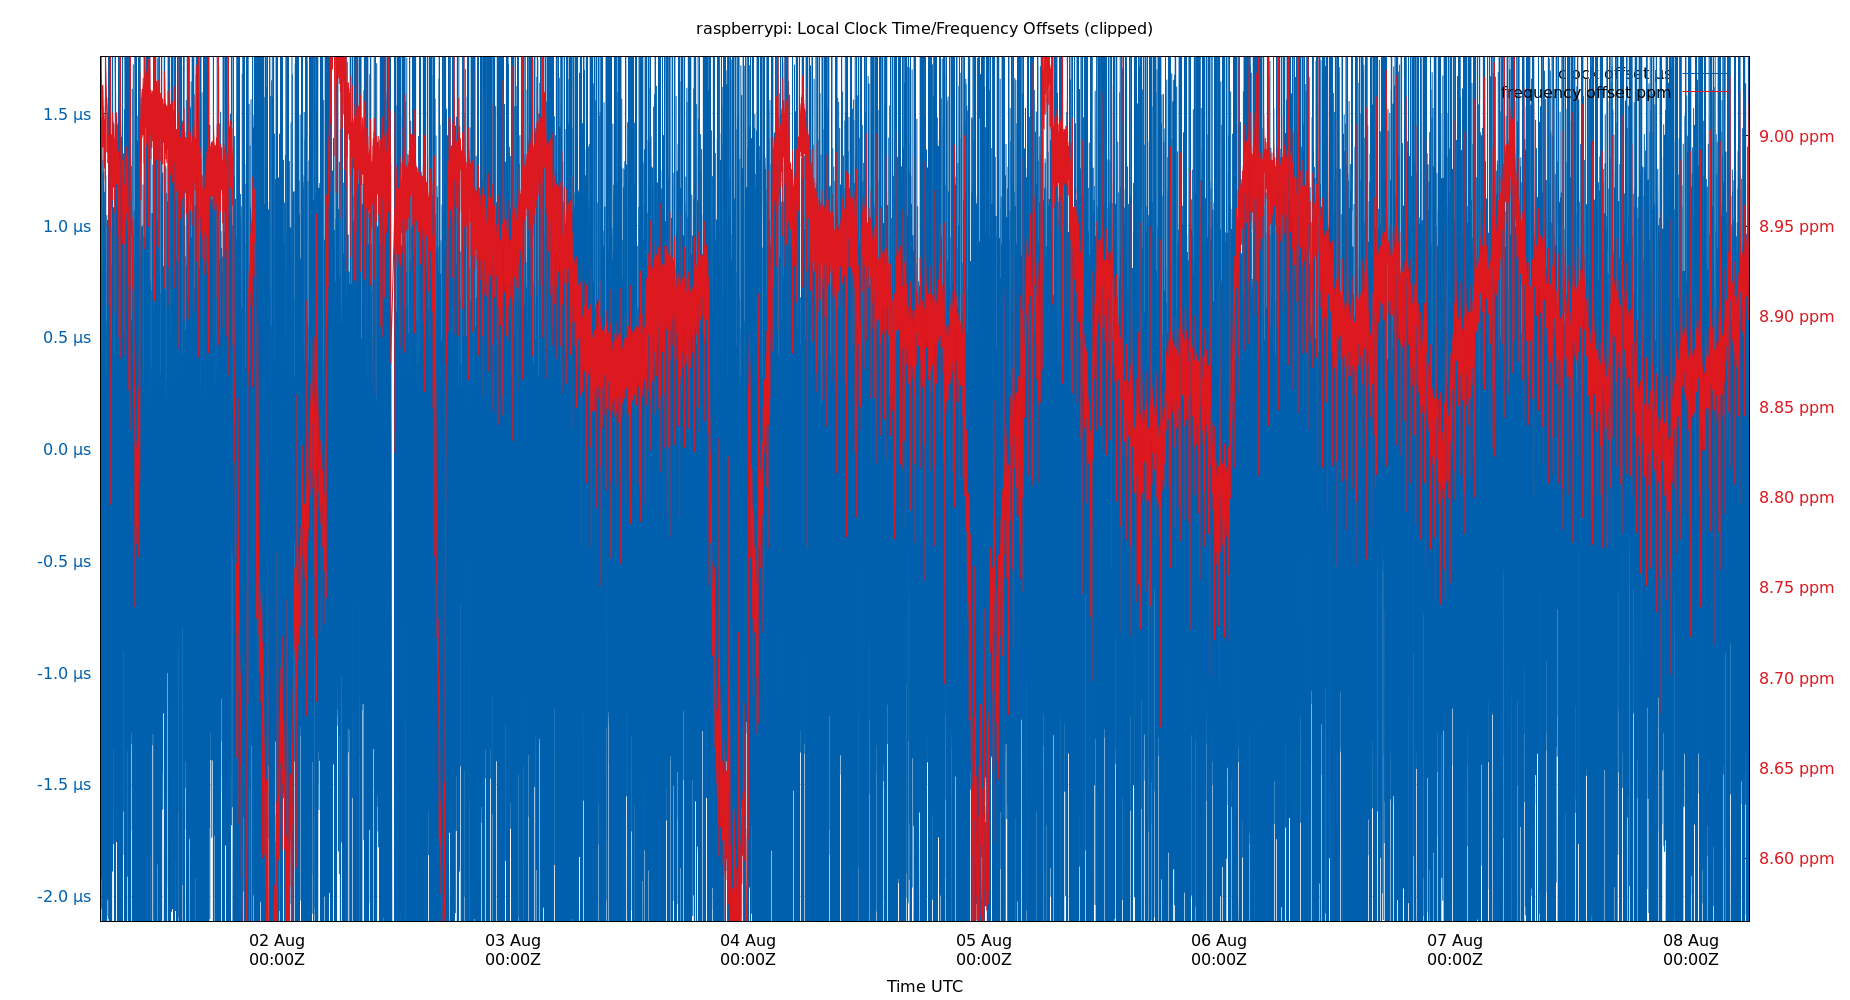 raspberrypi: Local Clock Time/Frequency Offsets (clipped)
clock offset µs
frequency offset ppm
1.5 µs
1.0 µs
0.5 µs
0.0 µs
-0.5 µs
-1.0 µs
-1.5 µs
-2.0 µs
9.00 ppm
8.95 ppm
8.90 ppm
8.85 ppm
8.80 ppm
8.75 ppm
8.70 ppm
8.65 ppm
8.60 ppm
02 Aug 03 Aug 04 Aug 05 Aug 06 Aug 07 Aug 08 Aug
00:00Z 00:00Z 00:00Z 00:00Z 00:00Z 00:00Z 00:00Z
Time UTC